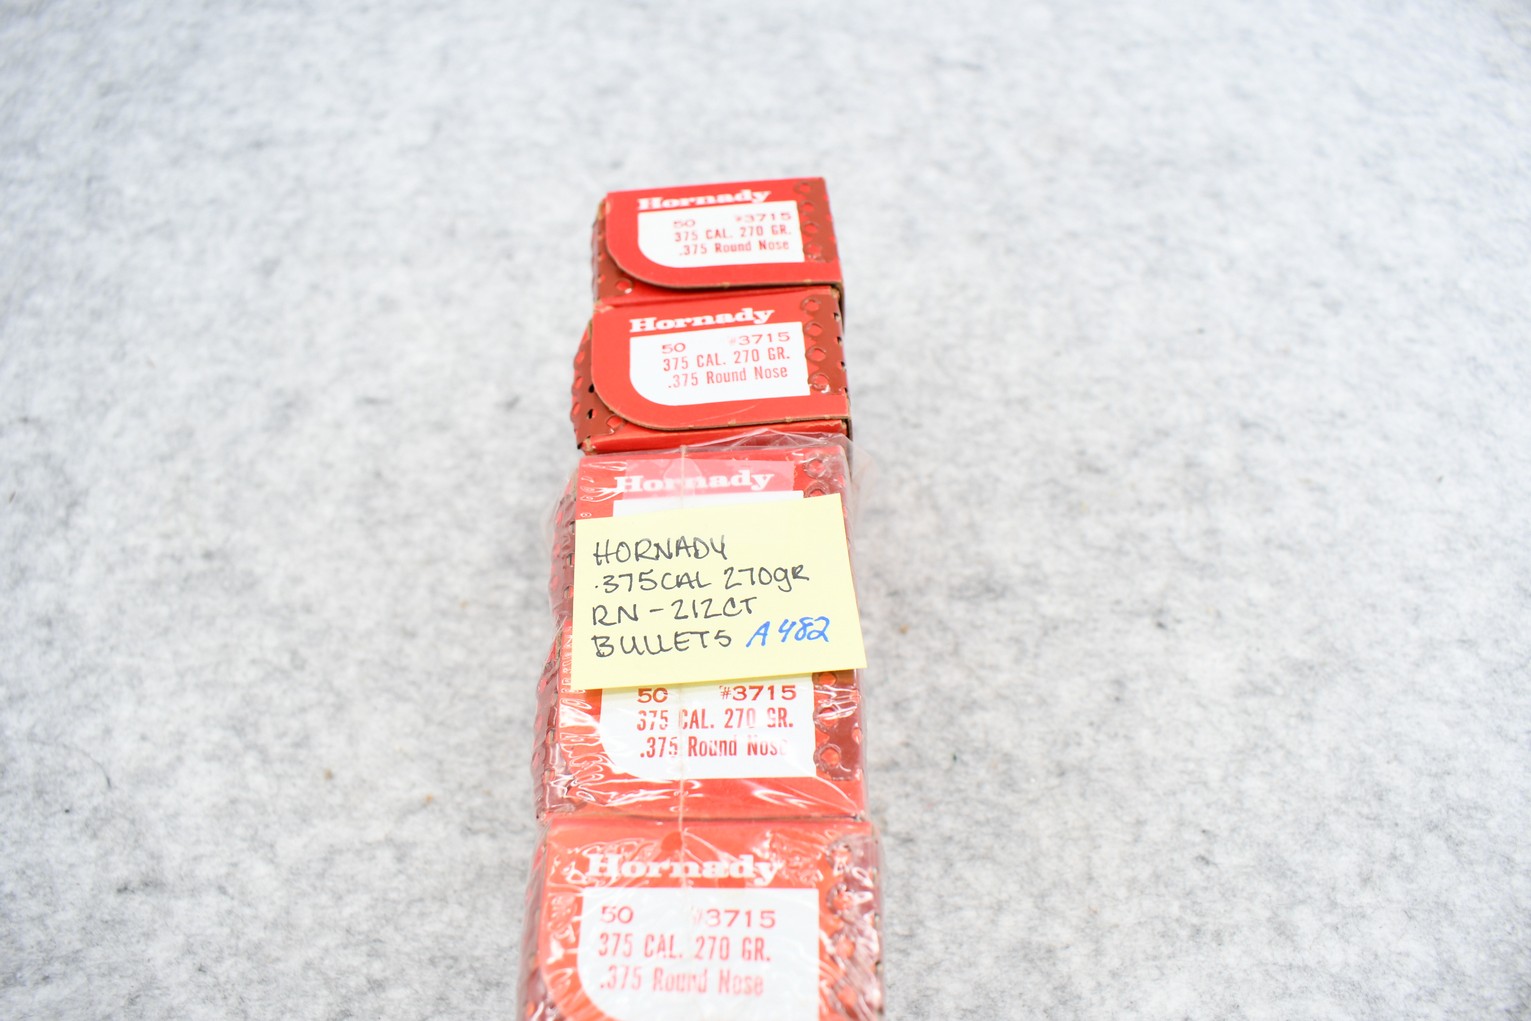 Hornady
50 #3715
375 CAL. 270 GR.
.375 Round Nose
Hornady
50 #3715
375 CAL. 270 GR.
.375 Round Nose
Hornady
HORNADY
.375CAL 270gR
RN - 212CT
BULLETS A482
50 #3715
375 CAL. 270 GR.
.375 Round Nose
Hornady
50 #3715
375 CAL. 270 GR.
.375 Round Nose